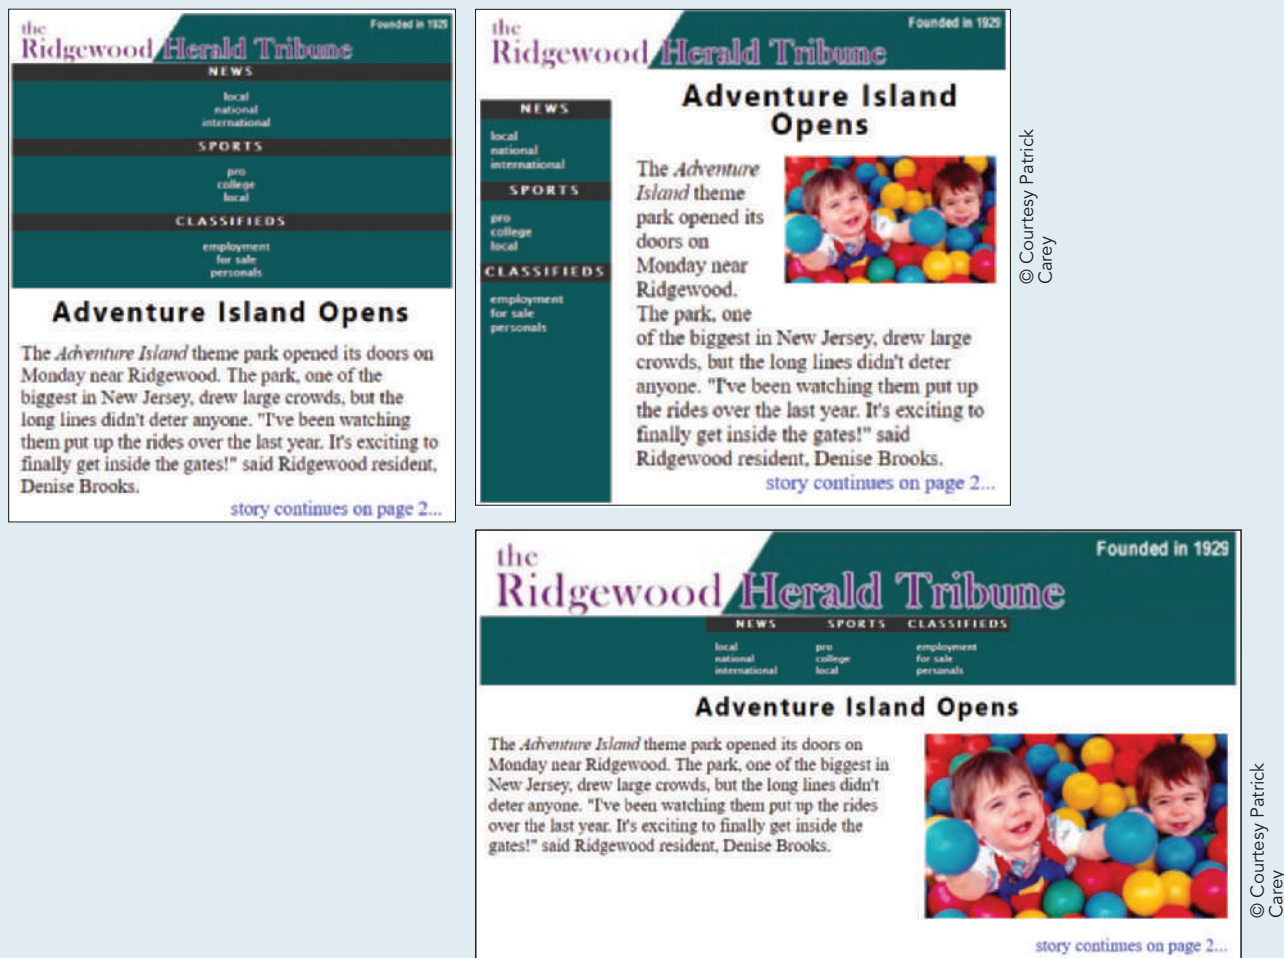 the
Founded in 1929
Ridgewood Herald Tribune
NEWS
local
national
international
SPORTS
pro
college
local
CLASSIFIEDS
employment
for sale
personals
Adventure Island Opens
The Adventure Island theme park opened its doors on
Monday near Ridgewood. The park, one of the
biggest in New Jersey, drew large crowds, but the
long lines didn't deter anyone. "I've been watching
them put up the rides over the last year. It's exciting to
finally get inside the gates!" said Ridgewood resident,
Denise Brooks.
story continues on page 2...
the
Founded in 1929
Ridgewood Herald Tribune
NEWS
local
national
international
SPORTS
pro
college
local
CLASSIFIEDS
employment
for sale
personals
Adventure Island
Opens
The Adventure
Island theme
park opened its
doors on
Monday near
Ridgewood.
The park, one
of the biggest in New Jersey, drew large
crowds, but the long lines didn't deter
anyone. "I've been watching them put up
the rides over the last year. It's exciting to
finally get inside the gates!" said
Ridgewood resident, Denise Brooks.
story continues on page 2...
© Courtesy Patrick
Carey
the
Founded in 1929
Ridgewood Herald Tribune
NEWS SPORTS CLASSIFIEDS
local pro employment
national college for sale
international local personals
Adventure Island Opens
The Adventure Island theme park opened its doors on
Monday near Ridgewood. The park, one of the biggest in
New Jersey, drew large crowds, but the long lines didn't
deter anyone. "I've been watching them put up the rides
over the last year. It's exciting to finally get inside the
gates!" said Ridgewood resident, Denise Brooks.
story continues on page 2...
© Courtesy Patrick
Carey